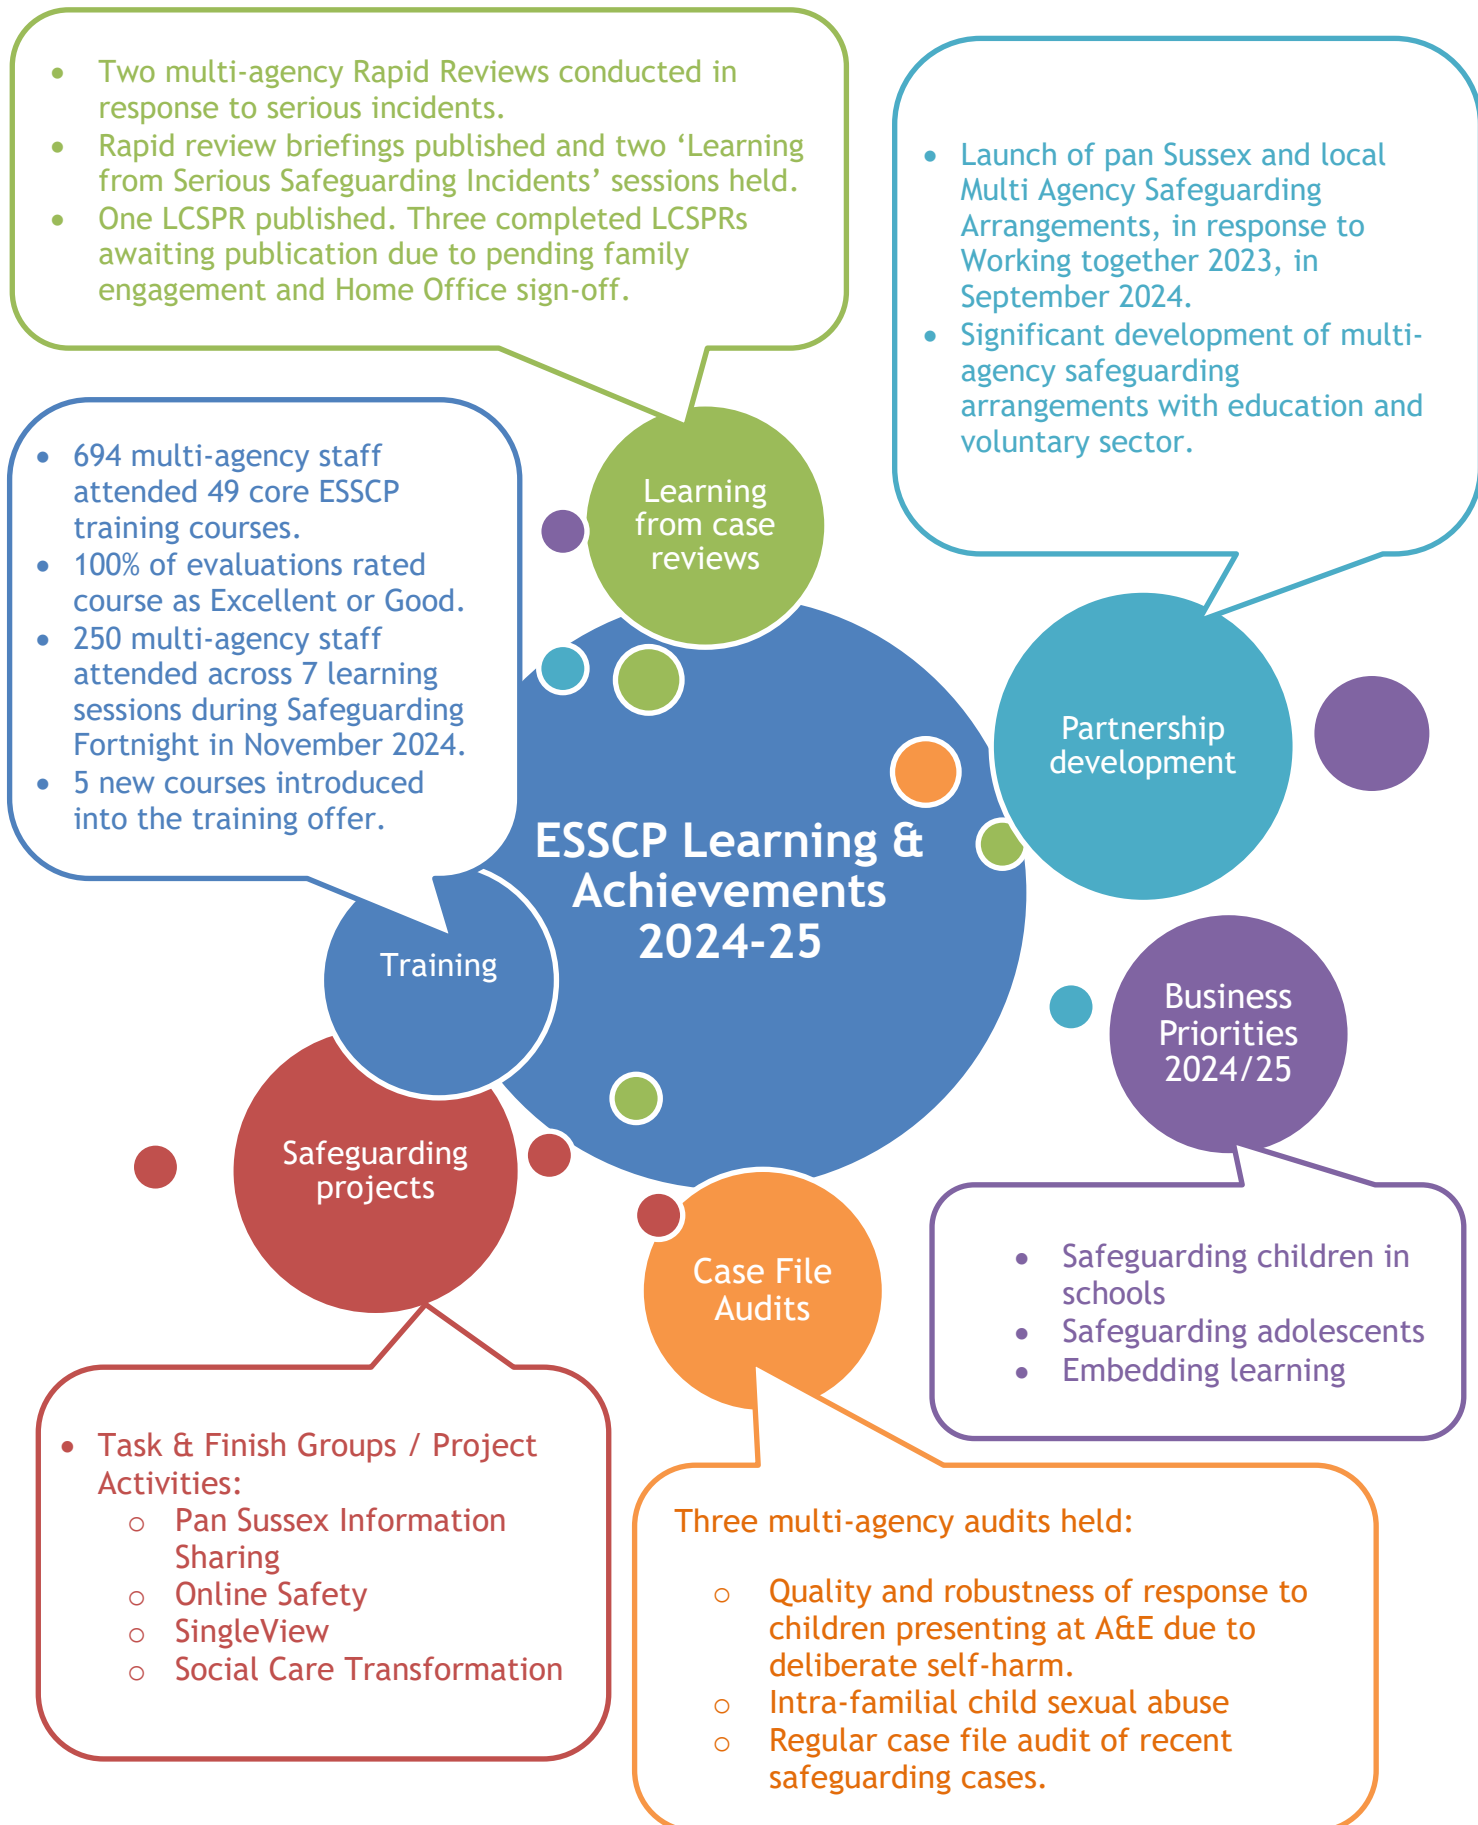 • Two multi-agency Rapid Reviews conducted in
response to serious incidents.
• Rapid review briefings published and two ‘Learning
from Serious Safeguarding Incidents’ sessions held.
• One LCSPR published. Three completed LCSPRs
awaiting publication due to pending family
engagement and Home Office sign-off.
• Launch of pan Sussex and local
Multi Agency Safeguarding
Arrangements, in response to
Working together 2023, in
September 2024.
• Significant development of multi-
agency safeguarding
arrangements with education and
voluntary sector.
• 694 multi-agency staff
attended 49 core ESSCP
training courses.
• 100% of evaluations rated
course as Excellent or Good.
• 250 multi-agency staff
attended across 7 learning
sessions during Safeguarding
Fortnight in November 2024.
• 5 new courses introduced
into the training offer.
Learning
from case
reviews
Partnership
development
ESSCP Learning &
Achievements
2024-25
Training
Business
Priorities
2024/25
Safeguarding
projects
Case File
Audits
• Safeguarding children in
schools
• Safeguarding adolescents
• Embedding learning
• Task & Finish Groups / Project
Activities:
○ Pan Sussex Information
Sharing
○ Online Safety
○ SingleView
○ Social Care Transformation
Three multi-agency audits held:
○ Quality and robustness of response to
children presenting at A&E due to
deliberate self-harm.
○ Intra-familial child sexual abuse
○ Regular case file audit of recent
safeguarding cases.